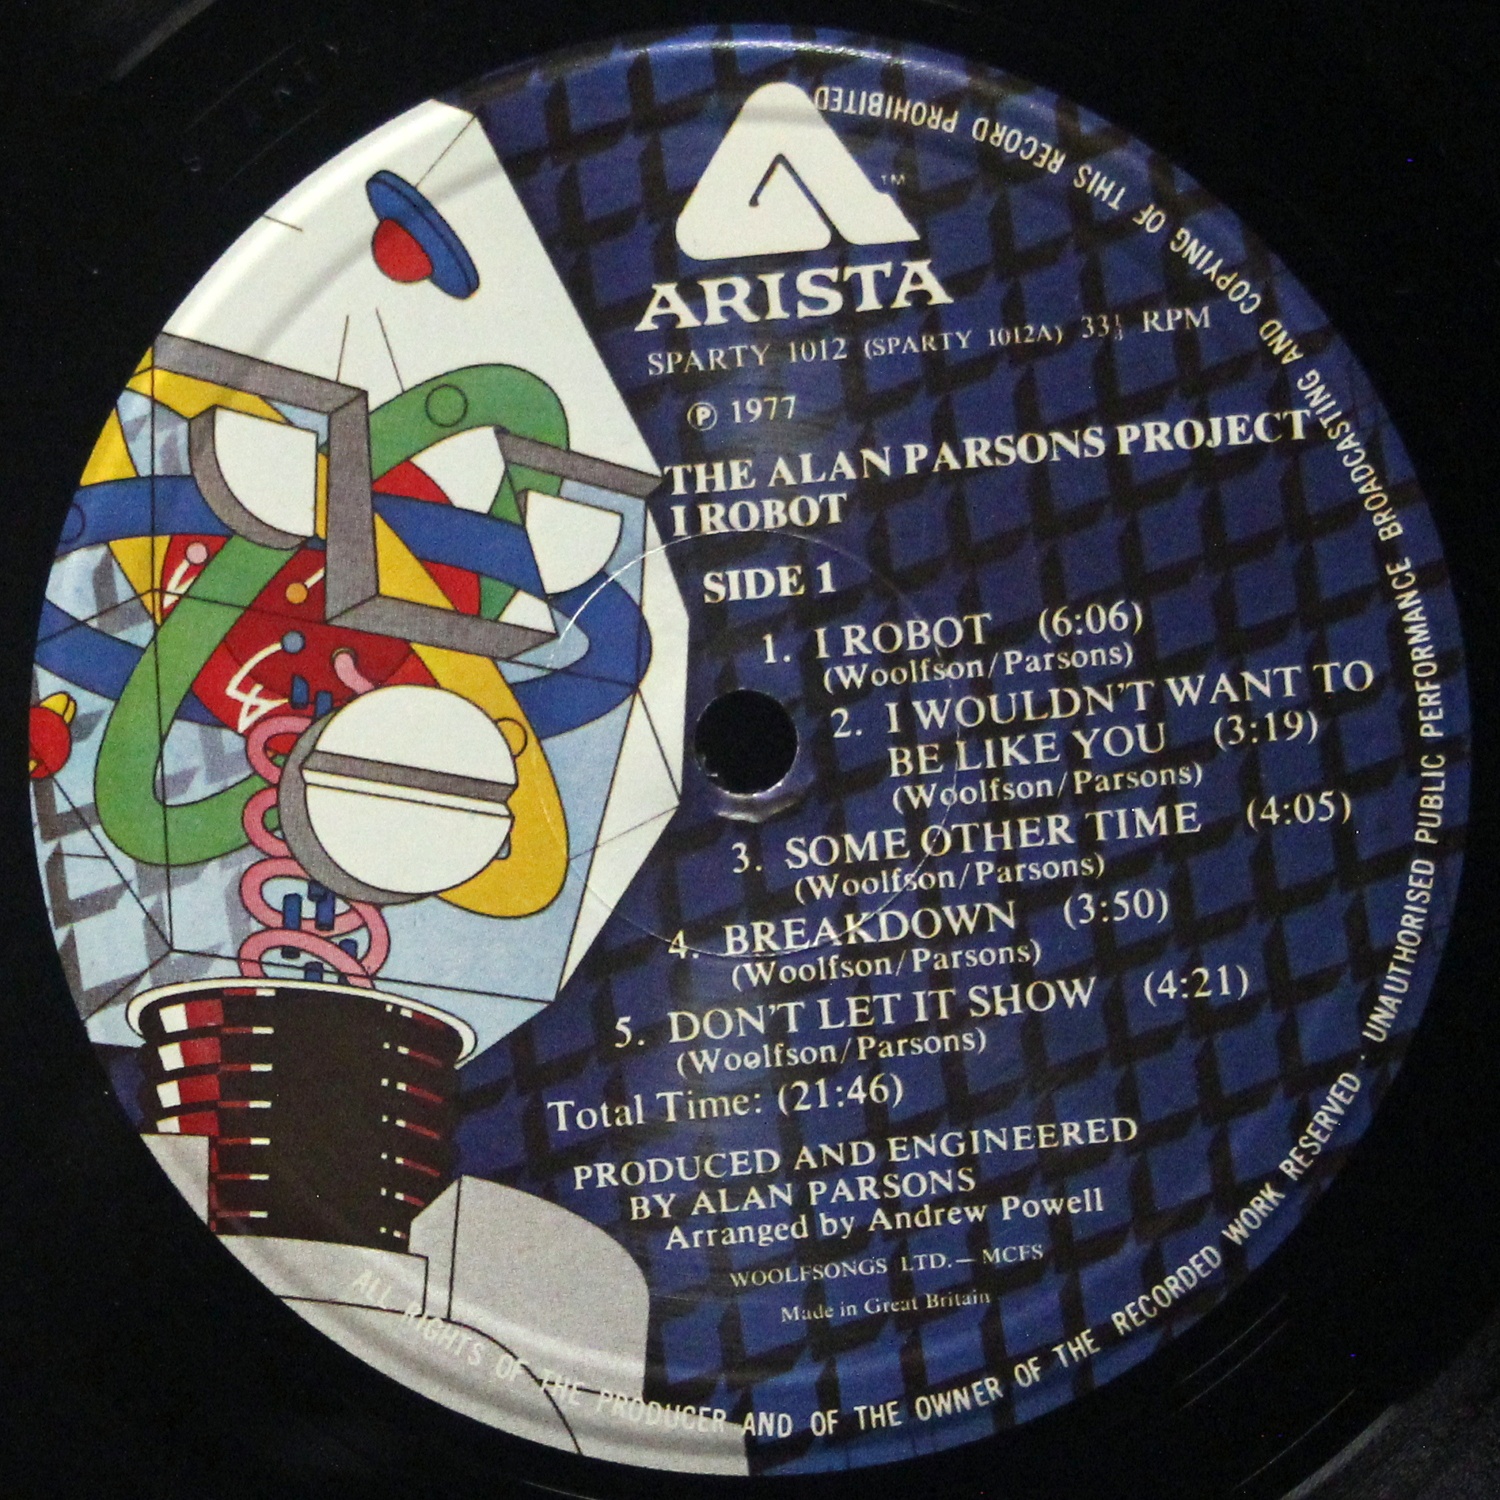 ARISTA
TM
SPARTY 1012 (SPARTY 1012A) 33⅓ RPM
Ⓟ 1977
THE ALAN PARSONS PROJECT
I ROBOT
SIDE 1
1. I ROBOT (6:06)
(Woolfson/Parsons)
2. I WOULDN'T WANT TO
BE LIKE YOU (3:19)
(Woolfson/Parsons)
3. SOME OTHER TIME (4:05)
(Woolfson/Parsons)
4. BREAKDOWN (3:50)
(Woolfson/Parsons)
5. DON'T LET IT SHOW (4:21)
(Woolfson/Parsons)
Total Time: (21:46)
PRODUCED AND ENGINEERED
BY ALAN PARSONS
Arranged by Andrew Powell
WOOLFSONGS LTD.—MCFS
Made in Great Britain
ALL RIGHTS OF THE PRODUCER AND OF THE OWNER OF THE RECORDED WORK RESERVED · UNAUTHORISED PUBLIC PERFORMANCE BROADCASTING AND COPYING OF THIS RECORD PROHIBITED